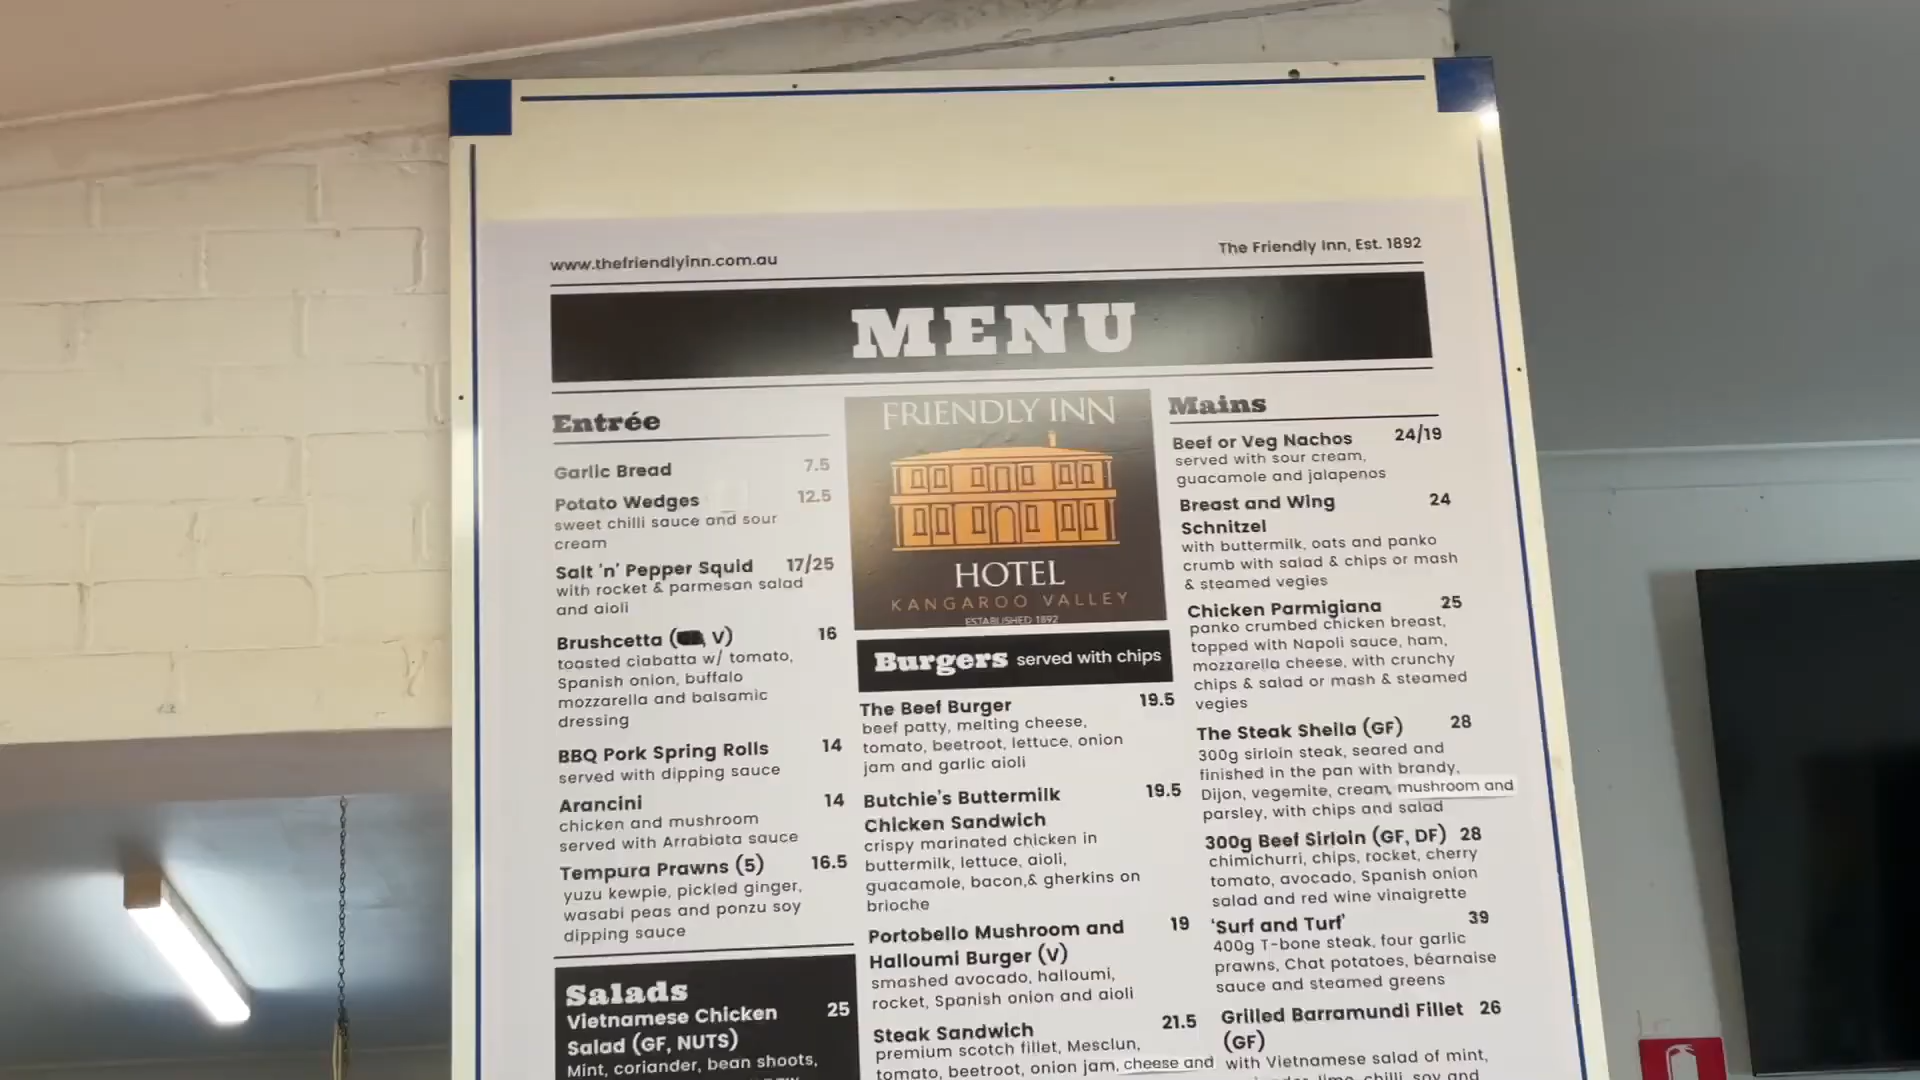 www.thefriendlyinn.com.au
The Friendly Inn, Est. 1892
MENU
Entrée
Garlic Bread 7.5
Potato Wedges 12.5
sweet chilli sauce and sour
cream
Salt 'n' Pepper Squid 17/25
with rocket & parmesan salad
and aioli
Brushcetta ( , V) 16
toasted ciabatta w/ tomato,
Spanish onion, buffalo
mozzarella and balsamic
dressing
BBQ Pork Spring Rolls 14
served with dipping sauce
Arancini 14
chicken and mushroom
served with Arrabiata sauce
Tempura Prawns (5) 16.5
yuzu kewpie, pickled ginger,
wasabi peas and ponzu soy
dipping sauce
Salads
Vietnamese Chicken 25
Salad (GF, NUTS)
Mint, coriander, bean shoots,
FRIENDLY INN
HOTEL
KANGAROO VALLEY
ESTABLISHED 1892
Burgers served with chips
The Beef Burger 19.5
beef patty, melting cheese,
tomato, beetroot, lettuce, onion
jam and garlic aioli
Butchie's Buttermilk 19.5
Chicken Sandwich
crispy marinated chicken in
buttermilk, lettuce, aioli,
guacamole, bacon,& gherkins on
brioche
Portobello Mushroom and 19
Halloumi Burger (V)
smashed avocado, halloumi,
rocket, Spanish onion and aioli
Steak Sandwich 21.5
premium scotch fillet, Mesclun,
tomato, beetroot, onion jam, cheese and
Mains
Beef or Veg Nachos 24/19
served with sour cream,
guacamole and jalapenos
Breast and Wing 24
Schnitzel
with buttermilk, oats and panko
crumb with salad & chips or mash
& steamed vegies
Chicken Parmigiana 25
panko crumbed chicken breast,
topped with Napoli sauce, ham,
mozzarella cheese, with crunchy
chips & salad or mash & steamed
vegies
The Steak Sheila (GF) 28
300g sirloin steak, seared and
finished in the pan with brandy,
Dijon, vegemite, cream, mushroom and
parsley, with chips and salad
300g Beef Sirloin (GF, DF) 28
chimichurri, chips, rocket, cherry
tomato, avocado, Spanish onion
salad and red wine vinaigrette
'Surf and Turf' 39
400g T-bone steak, four garlic
prawns, Chat potatoes, béarnaise
sauce and steamed greens
Grilled Barramundi Fillet 26
(GF)
with Vietnamese salad of mint,
lime, chilli, soy and